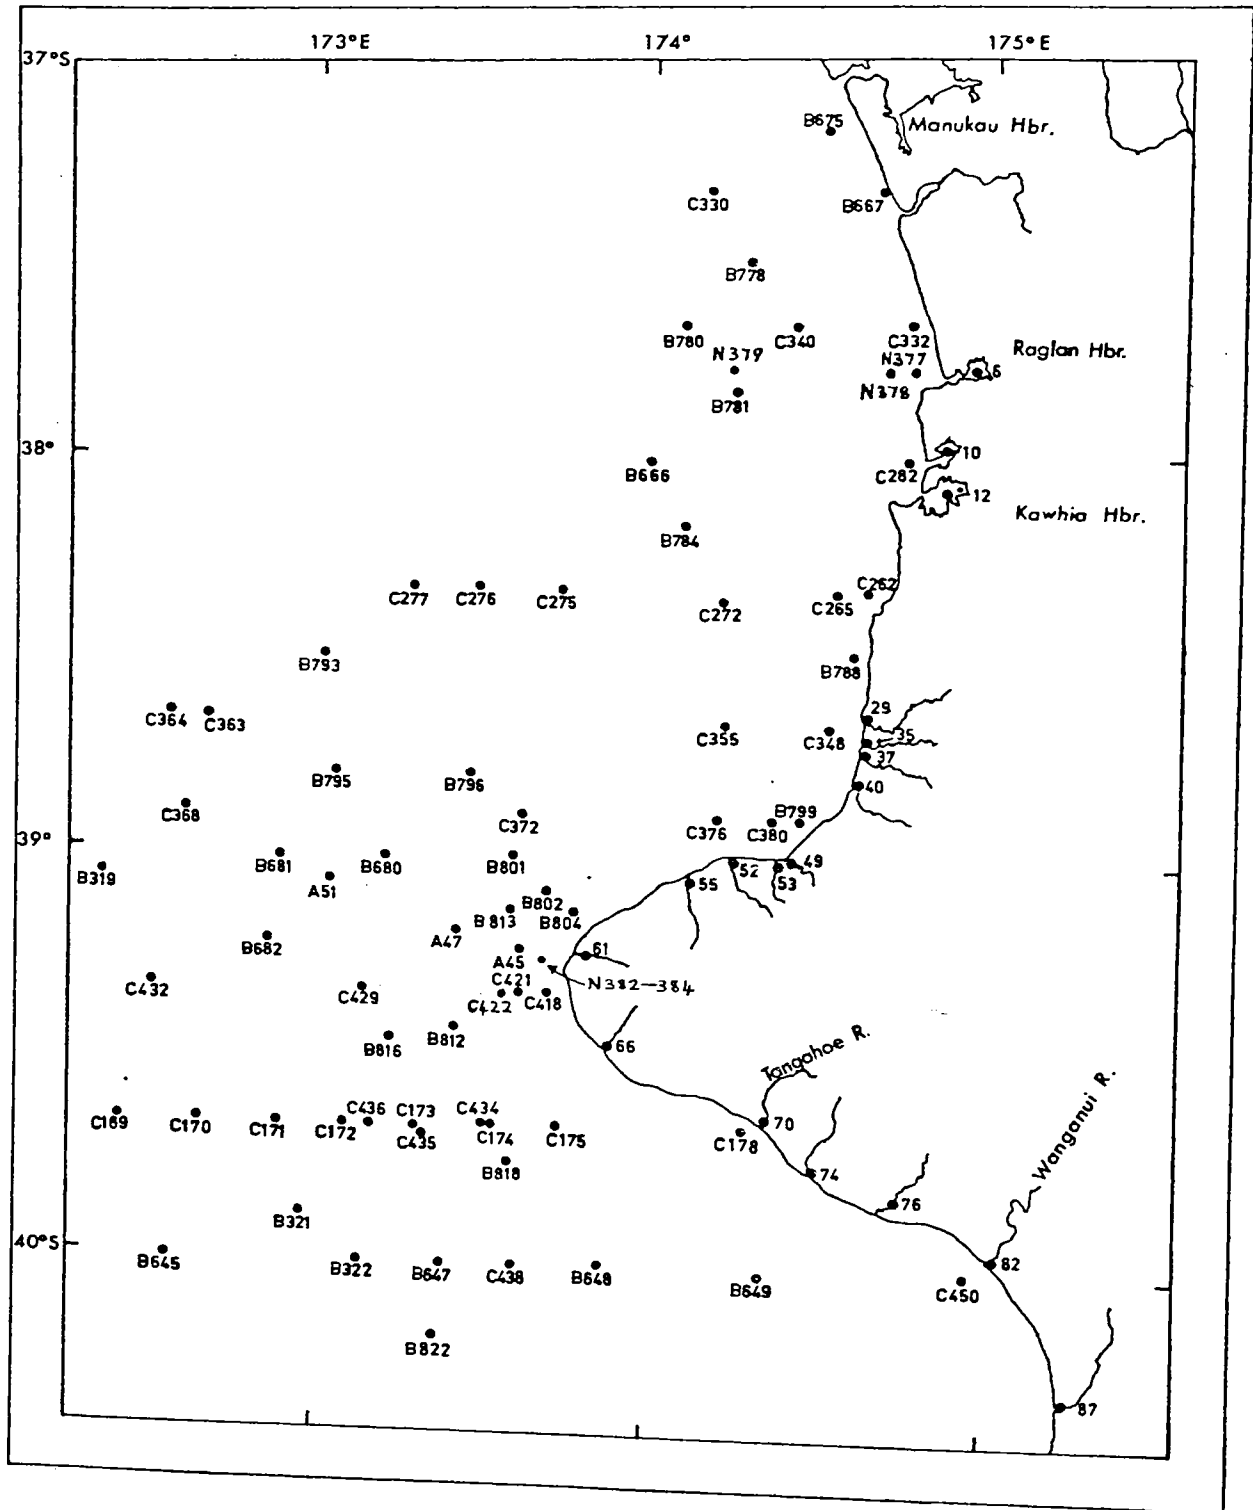 173°E 174° 175°E
37°S
B675
Manukau Hbr.
C330
B667
B778
B780
C340
C332
N379
N377
Raglan Hbr.
6
N378
B781
38°
10
B666
C282
12
Kawhia Hbr.
B784
C277
C276
C275
C272
C265
C262
B793
B788
C364
C363
29
C355
C348
35
37
B795
B796
40
C368
C372
C376
C380
B799
39°
B319
B681
B680
B801
49
52
53
55
A51
B802
B813
B804
B682
A47
61
A45
C432
C429
C421
N382–384
C422
C418
B816
B812
66
Tangahoe R.
Wanganui R.
C169
C170
C171
C172
C436
C173
C435
C434
C174
C175
C178
70
B818
74
76
B321
40°S
B645
B322
B647
C438
B648
B649
C450
82
B822
87